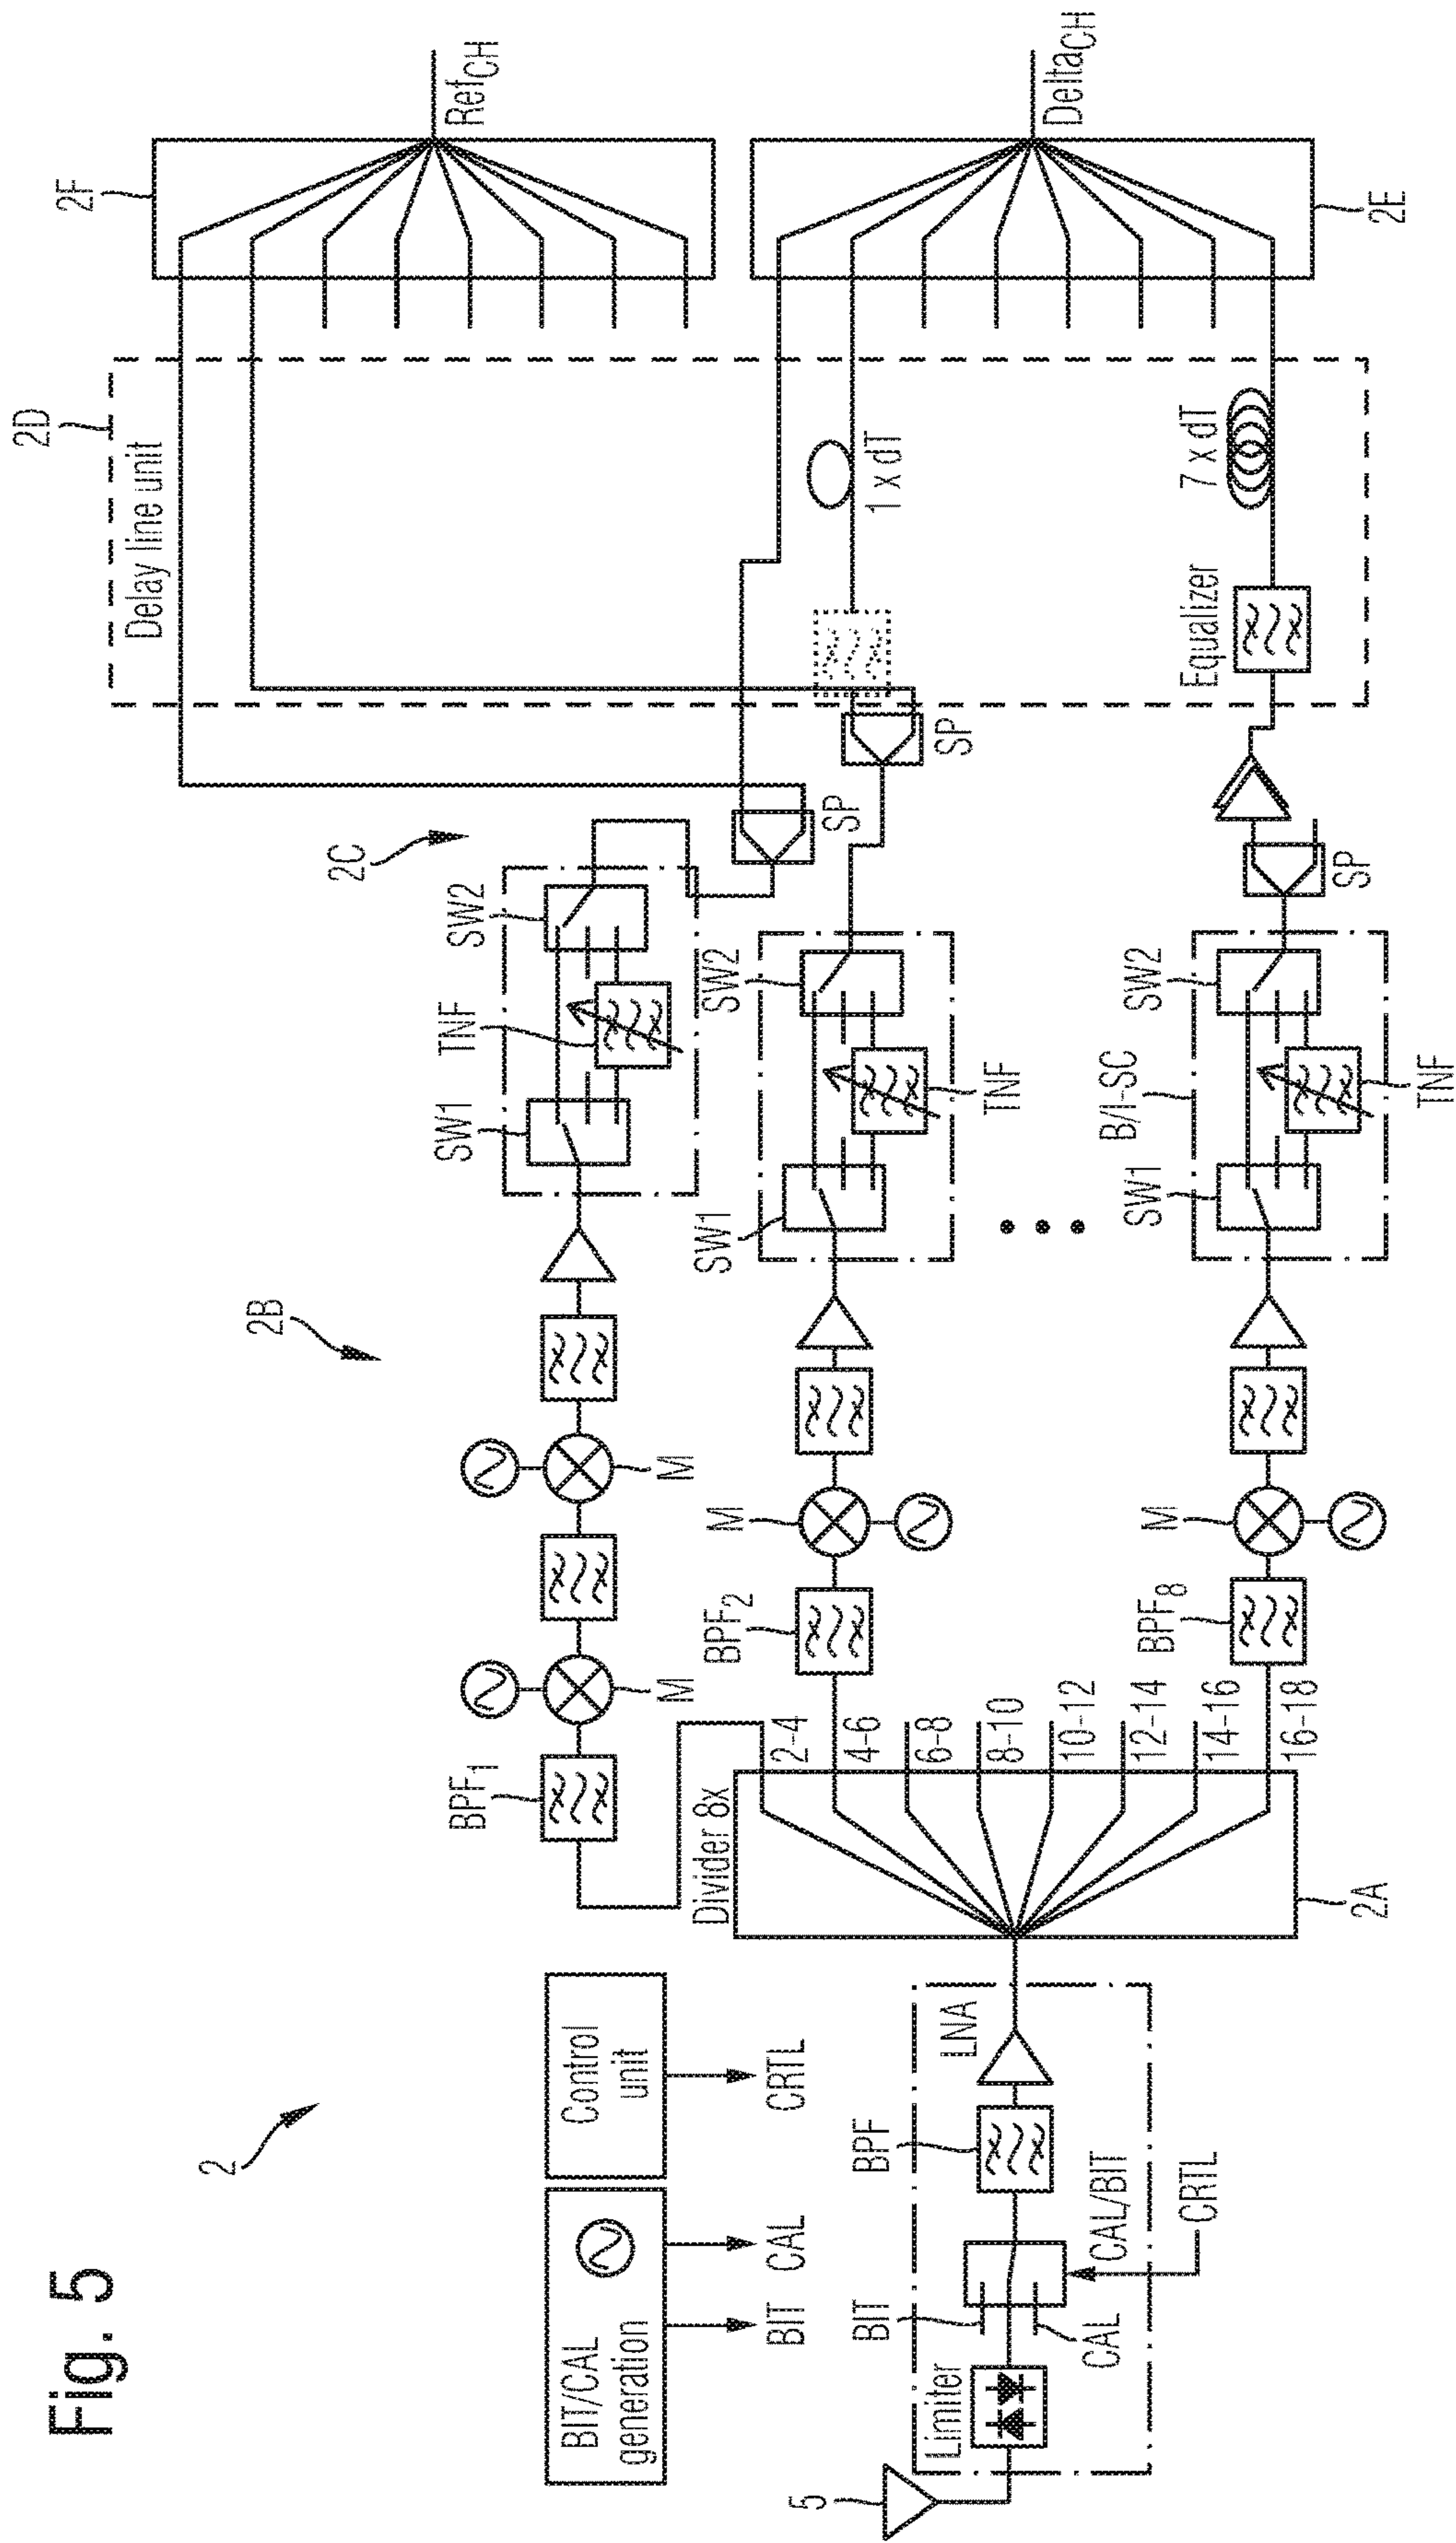 Fig. 5
2
BIT/CAL
generation
BIT
CAL
Control
unit
CRTL
5
Limiter
BIT
CAL
CAL/BIT
CRTL
BPF
LNA
Divider 8x
2A
2-4
4-6
6-8
8-10
10-12
12-14
14-16
16-18
2B
BPF1
M
M
SW1
TNF
SW2
2C
SP
BPF2
M
SW1
TNF
SW2
SP
BPF8
M
SW1
B/I-SC
TNF
SW2
SP
2D
Delay line unit
1 x dT
Equalizer
7 x dT
2F
RefCH
DeltaCH
2E